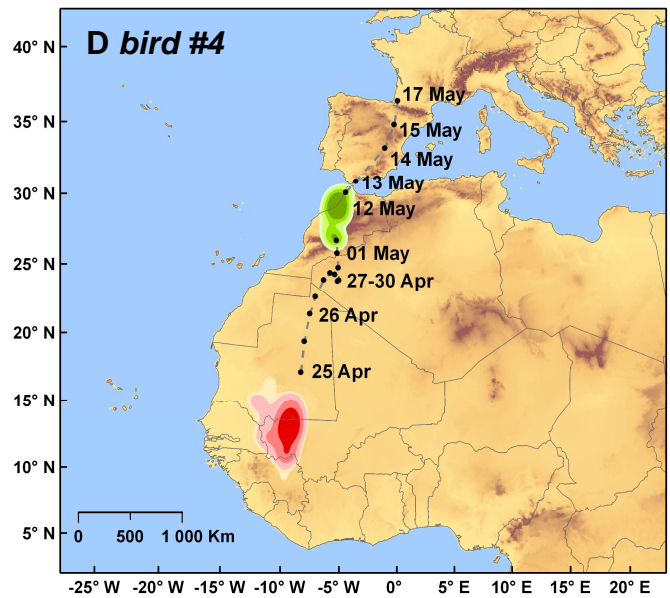 D bird #4
40° N
35° N
30° N
25° N
20° N
15° N
10° N
5° N
17 May
15 May
14 May
13 May
12 May
01 May
27-30 Apr
26 Apr
25 Apr
0 500 1 000 Km
-25° W -20° W -15° W -10° W -5° W 0° 5° E 10° E 15° E 20° E